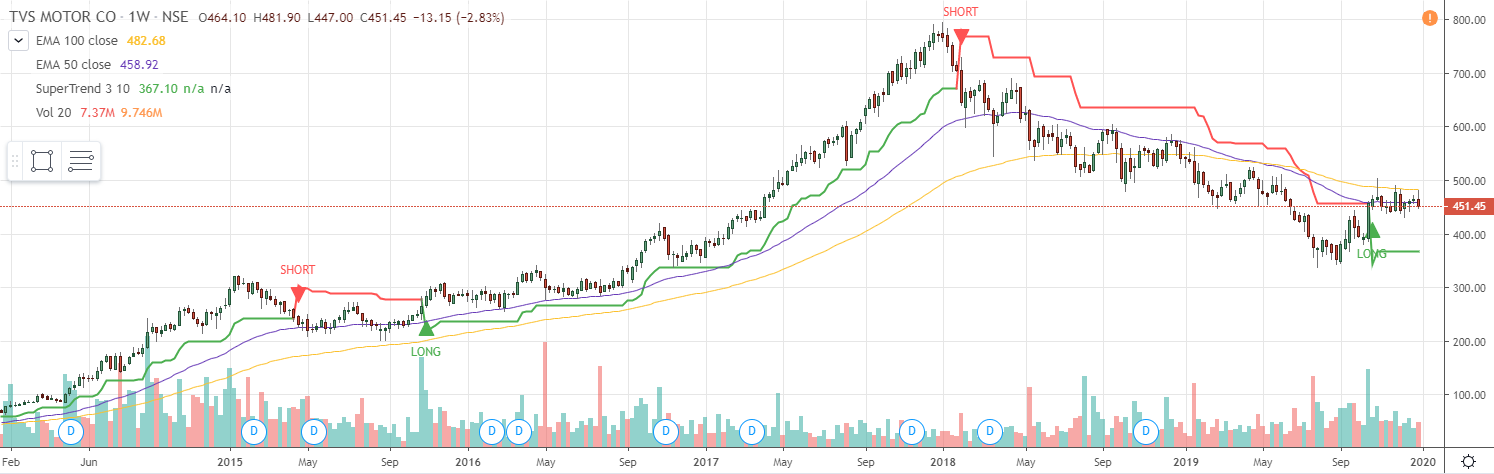 TVS MOTOR CO · 1W · NSE O464.10 H481.90 L447.00 C451.45 −13.15 (−2.83%)
EMA 100 close 482.68
EMA 50 close 458.92
SuperTrend 3 10 367.10 n/a n/a
Vol 20 7.37M 9.746M
SHORT
!
800.00
700.00
600.00
500.00
451.45
400.00
LONG
SHORT
300.00
LONG
200.00
100.00
D D D D D D D D D D
Feb Jun 2015 May Sep 2016 May Sep 2017 May Sep 2018 May Sep 2019 May Sep 2020